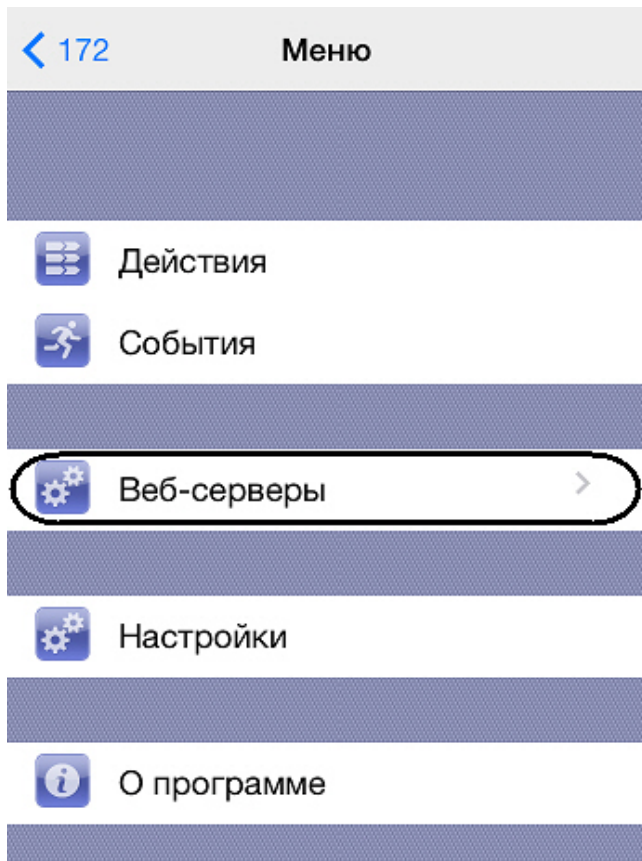 172 Меню
Действия
События
Веб-серверы
Настройки
О программе